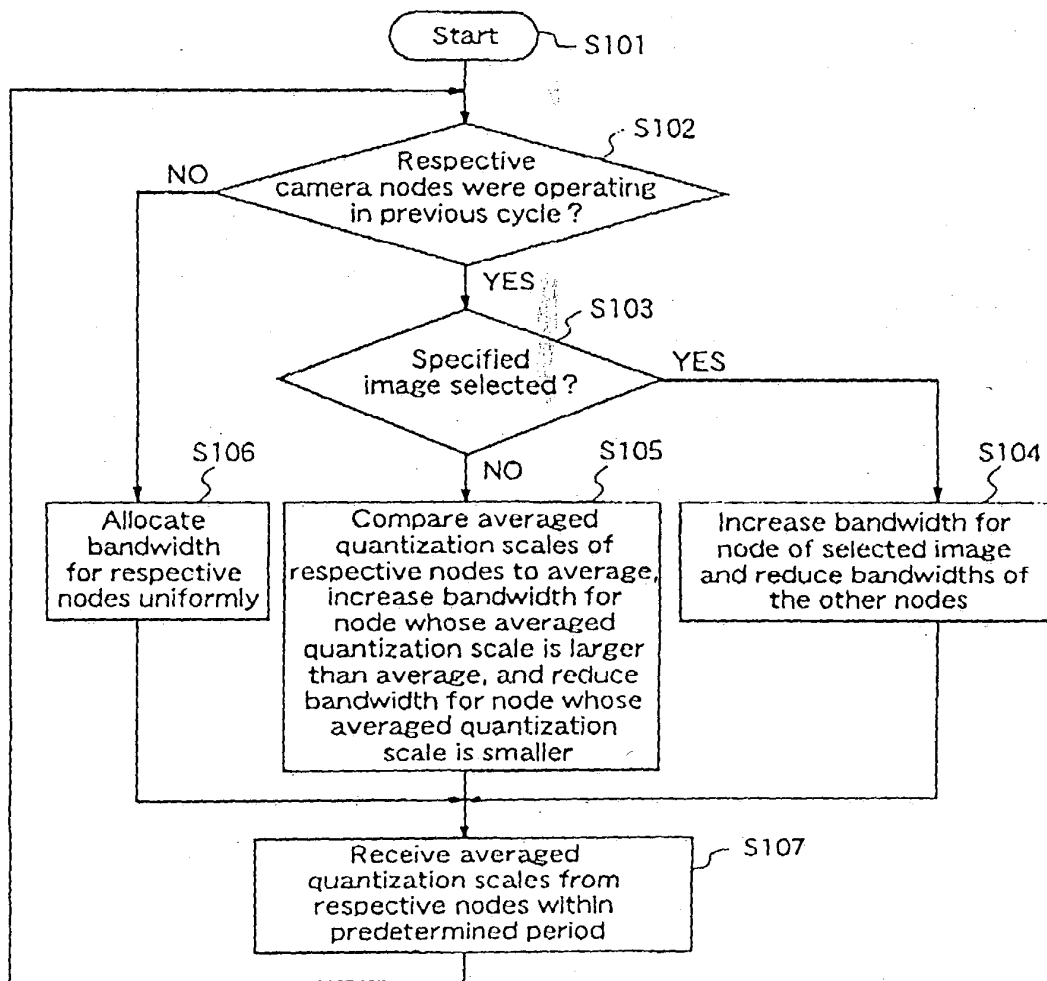 Start
S101
S102
Respective
camera nodes were operating
in previous cycle?
NO
YES
S103
Specified
image selected?
YES
NO
S106
Allocate
bandwidth
for respective
nodes uniformly
S105
Compare averaged
quantization scales of
respective nodes to average,
increase bandwidth for
node whose averaged
quantization scale is larger
than average, and reduce
bandwidth for node whose
averaged quantization
scale is smaller
S104
Increase bandwidth for
node of selected image
and reduce bandwidths of
the other nodes
Receive averaged
quantization scales from
respective nodes within
predetermined period
S107